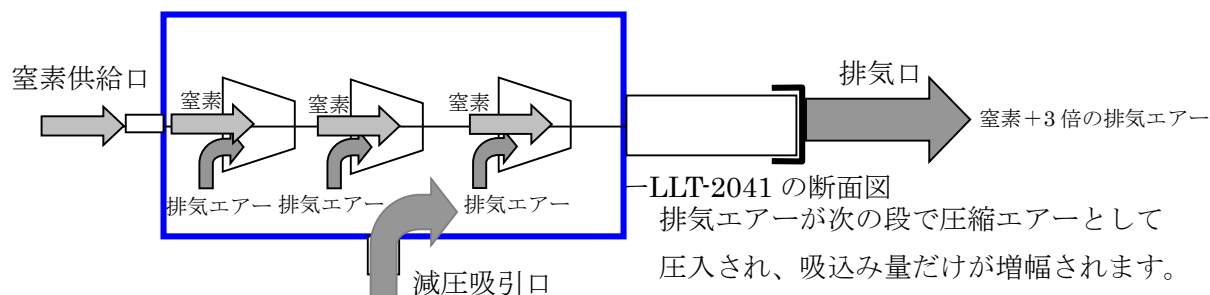 窒素供給口
窒素
窒素
窒素
排気口
窒素+3 倍の排気エアー
排気エアー
排気エアー
排気エアー
LLT-2041 の断面図
排気エアーが次の段で圧縮エアーとして
圧入され、吸込み量だけが増幅されます。
減圧吸引口